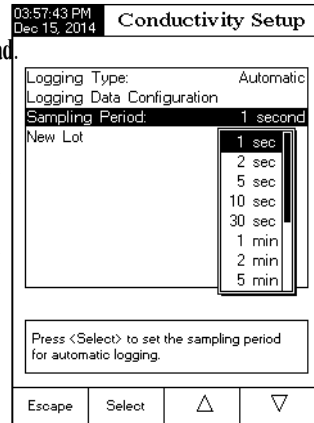 03:57:43 PM
Dec 15, 2014
Conductivity Setup
nd.
Logging Type: Automatic
Logging Data Configuration
Sampling Period: 1 second
New Lot
1 sec
2 sec
5 sec
10 sec
30 sec
1 min
2 min
5 min
Press <Select> to set the sampling period
for automatic logging.
Escape Select △ ▽